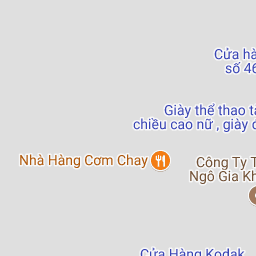 Cửa hà
số 46
Giày thể thao tă
chiều cao nữ , giày c
Nhà Hàng Cơm Chay
Công Ty T
Ngô Gia Kh
Cửa Hàng Kodak